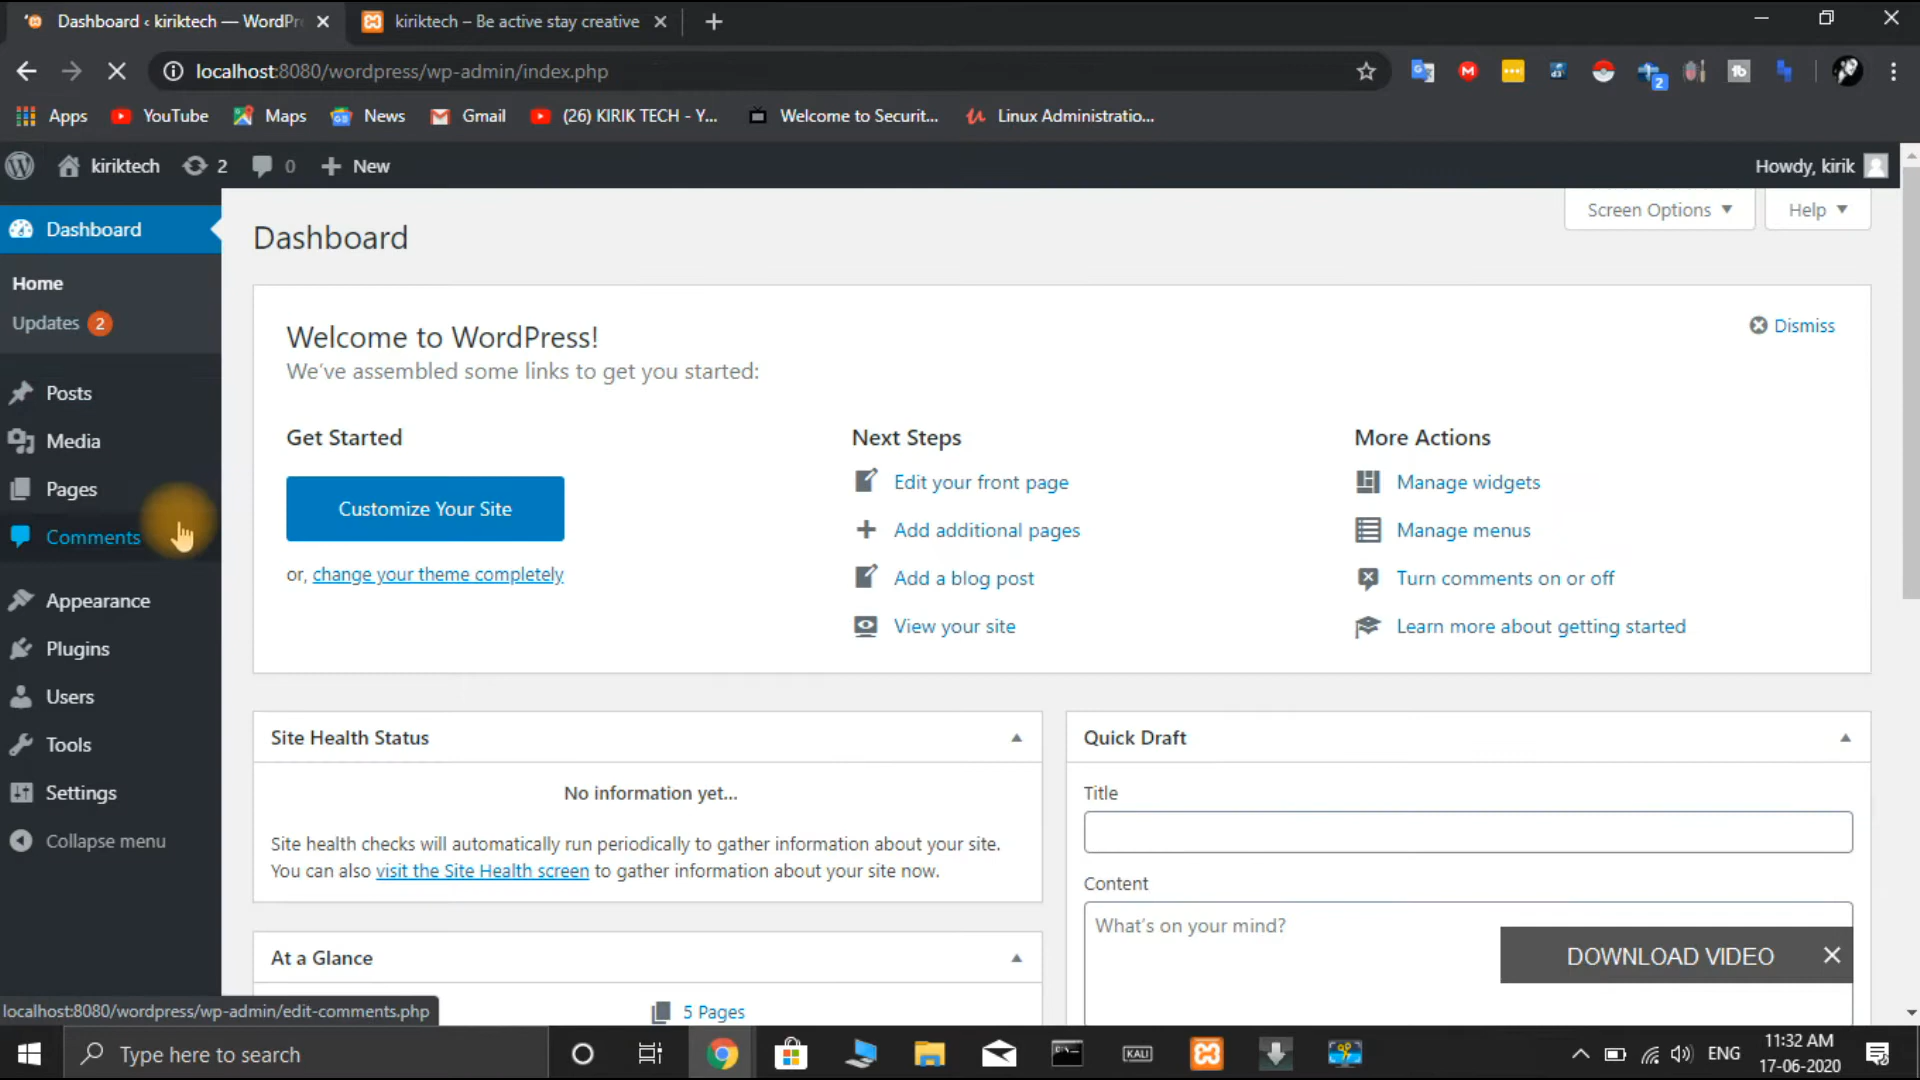 Dashboard ‹ kiriktech — WordPr
kiriktech – Be active stay creative
localhost:8080/wordpress/wp-admin/index.php
2
Apps
YouTube
Maps
News
Gmail
(26) KIRIK TECH - Y...
Welcome to Securit...
Linux Administratio...
kiriktech
2
0
New
Howdy, kirik
Dashboard
Home
Updates 2
Posts
Media
Pages
Comments
Appearance
Plugins
Users
Tools
Settings
Collapse menu
Screen Options
Help
Dashboard
Welcome to WordPress!
We've assembled some links to get you started:
Dismiss
Get Started
Customize Your Site
or, change your theme completely
Next Steps
Edit your front page
Add additional pages
Add a blog post
View your site
More Actions
Manage widgets
Manage menus
Turn comments on or off
Learn more about getting started
Site Health Status
No information yet...
Site health checks will automatically run periodically to gather information about your site.
You can also visit the Site Health screen to gather information about your site now.
At a Glance
5 Pages
Quick Draft
Title
Content
What's on your mind?
DOWNLOAD VIDEO
localhost:8080/wordpress/wp-admin/edit-comments.php
Type here to search
KALI
ENG
11:32 AM
17-06-2020